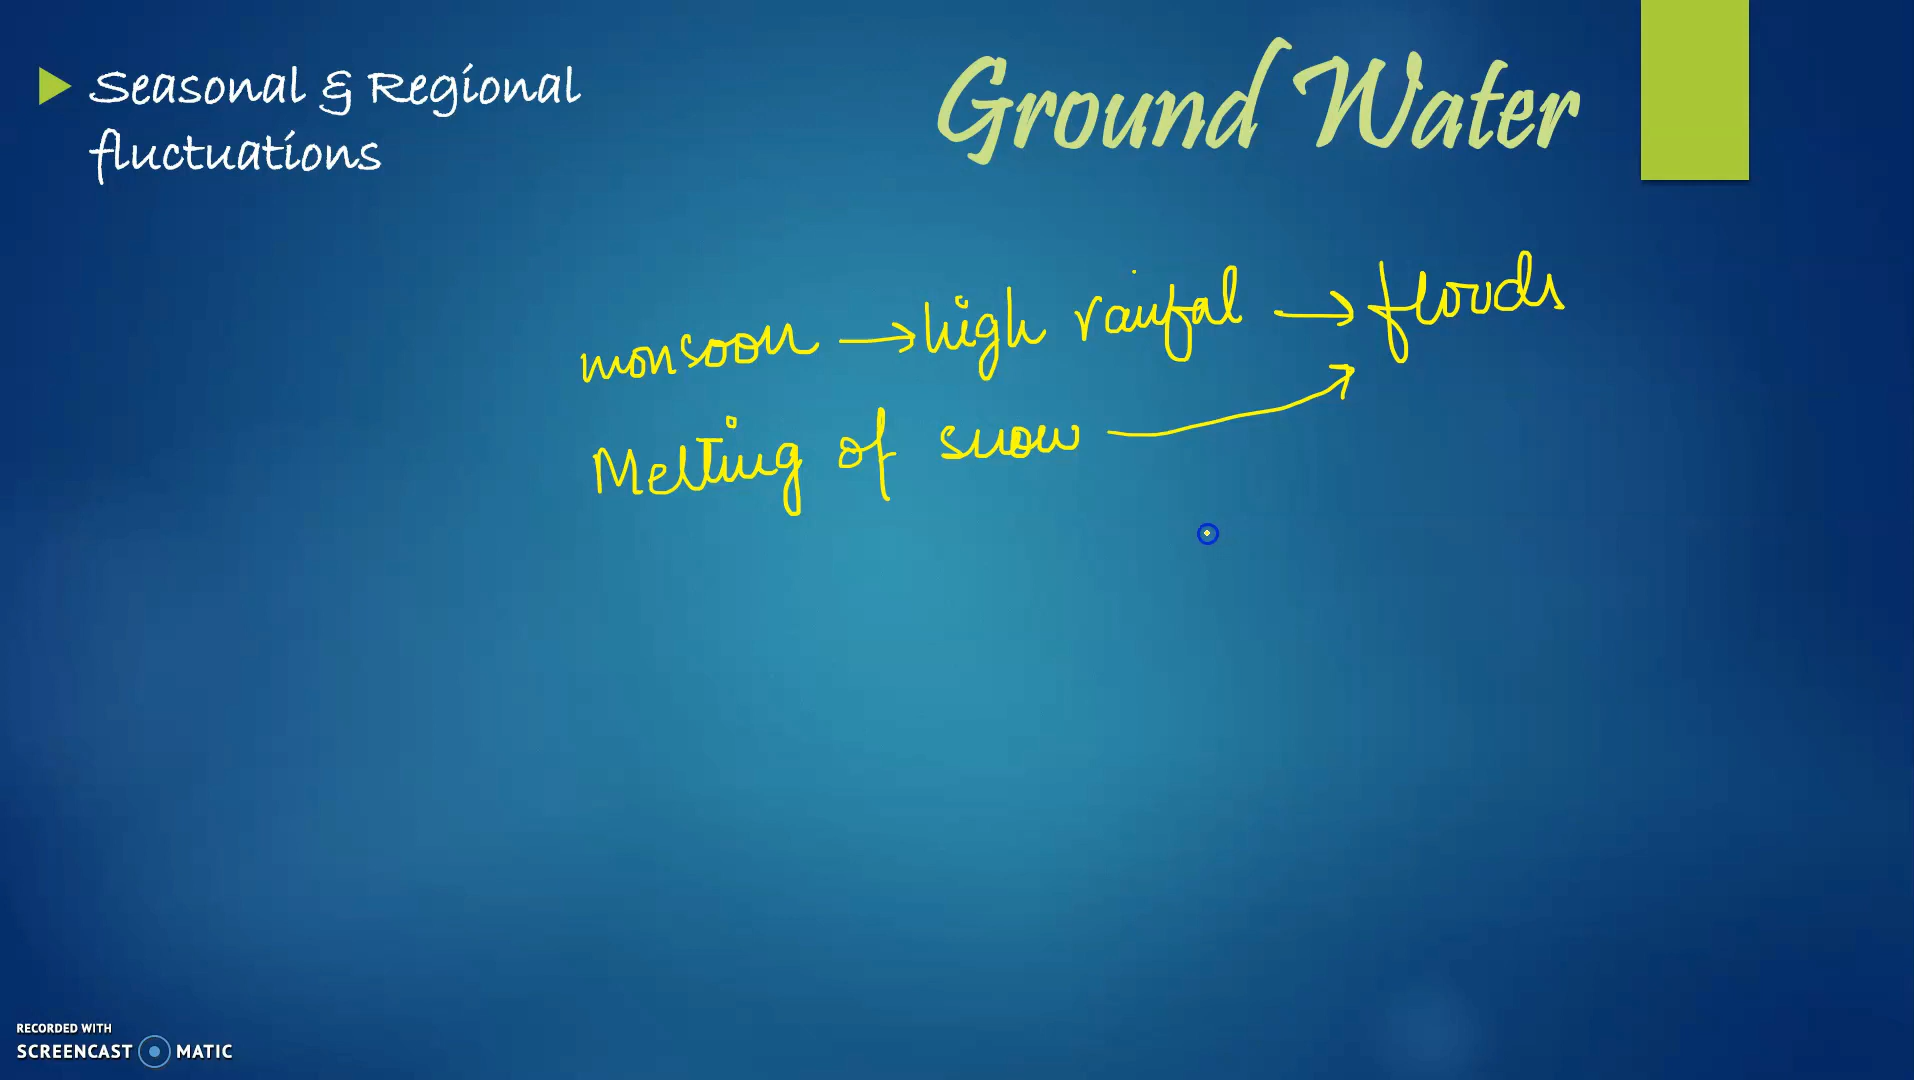 Seasonal & Regional
fluctuations
Ground Water
monsoon → high rainfal → floods
Melting of snow →
RECORDED WITH
SCREENCAST MATIC